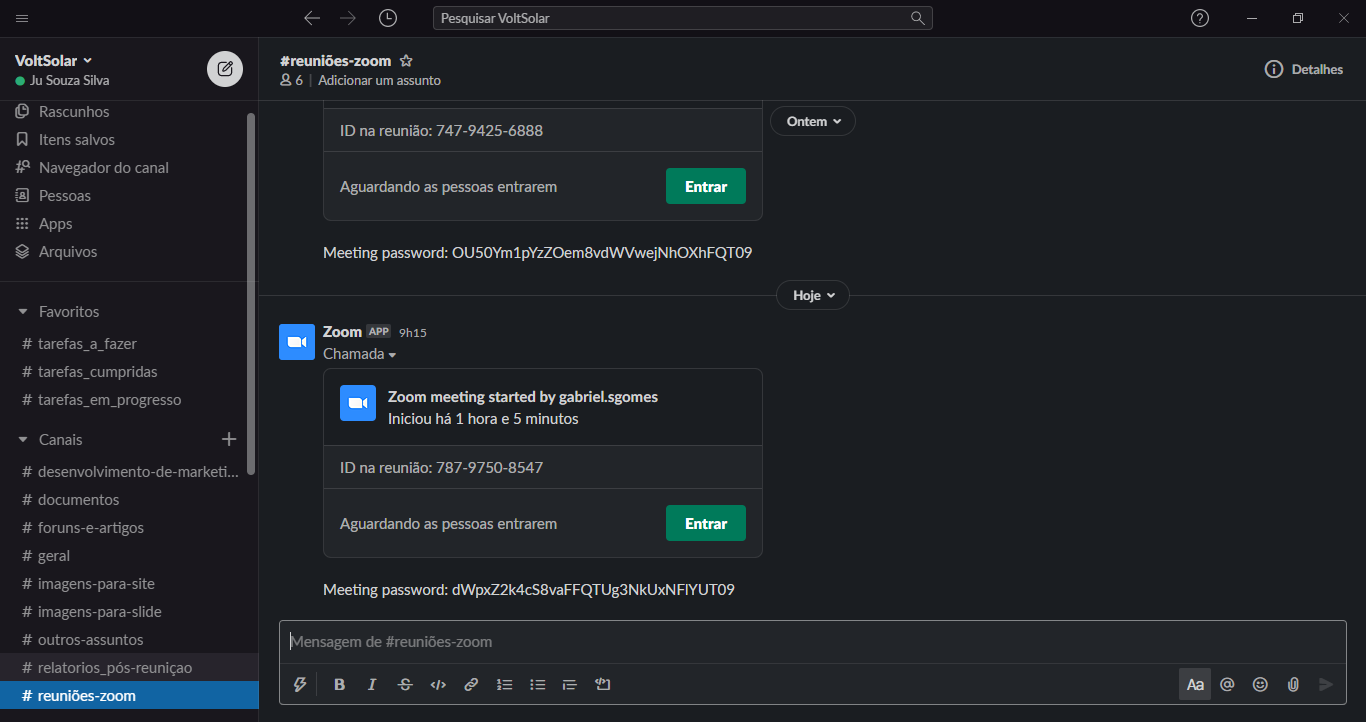 Pesquisar VoltSolar
VoltSolar
Ju Souza Silva
Rascunhos
Itens salvos
Navegador do canal
Pessoas
Apps
Arquivos
Favoritos
# tarefas_a_fazer
# tarefas_cumpridas
# tarefas_em_progresso
Canais
# desenvolvimento-de-marketi...
# documentos
# foruns-e-artigos
# geral
# imagens-para-site
# imagens-para-slide
# outros-assuntos
# relatorios_pós-reuniçao
# reuniões-zoom
#reuniões-zoom
6 | Adicionar um assunto
Detalhes
Ontem
ID na reunião: 747-9425-6888
Aguardando as pessoas entrarem
Entrar
Meeting password: OU50Ym1pYzZOem8vdWVwejNhOXhFQT09
Hoje
Zoom APP 9h15
Chamada
Zoom meeting started by gabriel.sgomes
Iniciou há 1 hora e 5 minutos
ID na reunião: 787-9750-8547
Aguardando as pessoas entrarem
Entrar
Meeting password: dWpxZ2k4cS8vaFFQTUg3NkUxNFlYUT09
Mensagem de #reuniões-zoom
B I S </>
Aa @